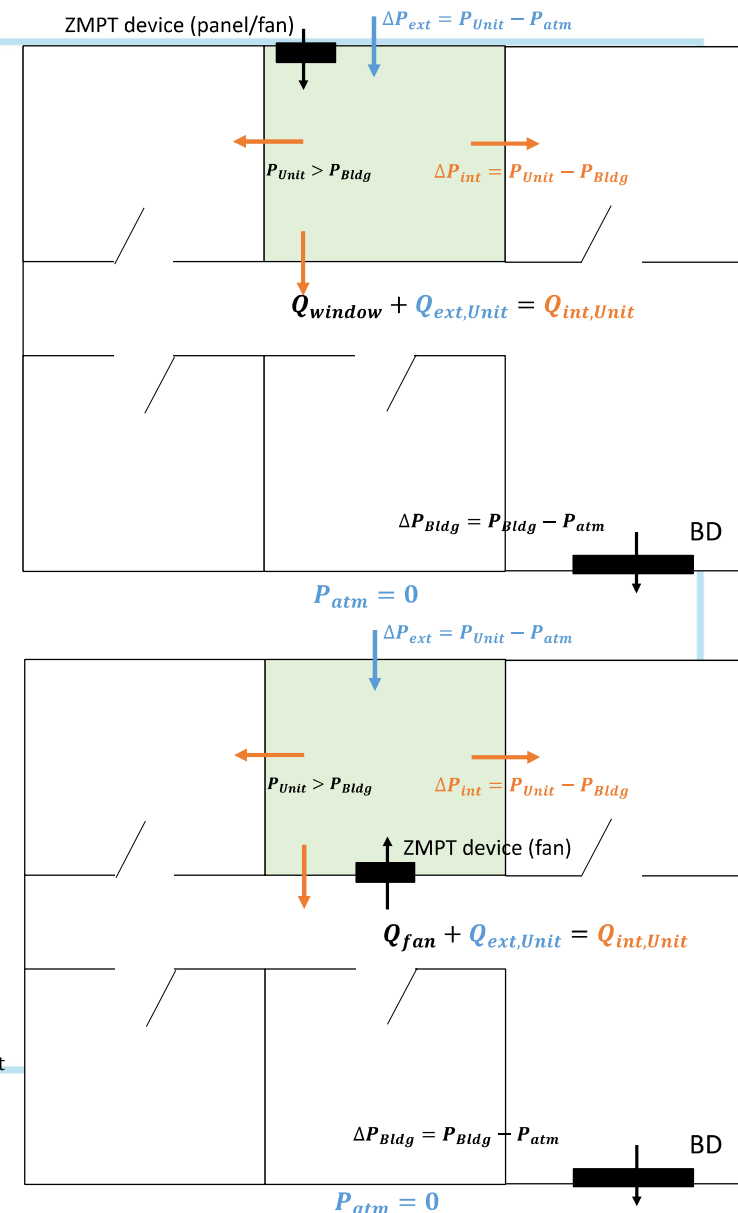 ZMPT device (panel/fan)
ΔP_ext = P_Unit − P_atm
P_Unit > P_Bldg
ΔP_int = P_Unit − P_Bldg
Q_window + Q_ext,Unit = Q_int,Unit
ΔP_Bldg = P_Bldg − P_atm
BD
P_atm = 0
ΔP_ext = P_Unit − P_atm
P_Unit > P_Bldg
ΔP_int = P_Unit − P_Bldg
ZMPT device (fan)
Q_fan + Q_ext,Unit = Q_int,Unit
t
ΔP_Bldg = P_Bldg − P_atm
BD
P_atm = 0